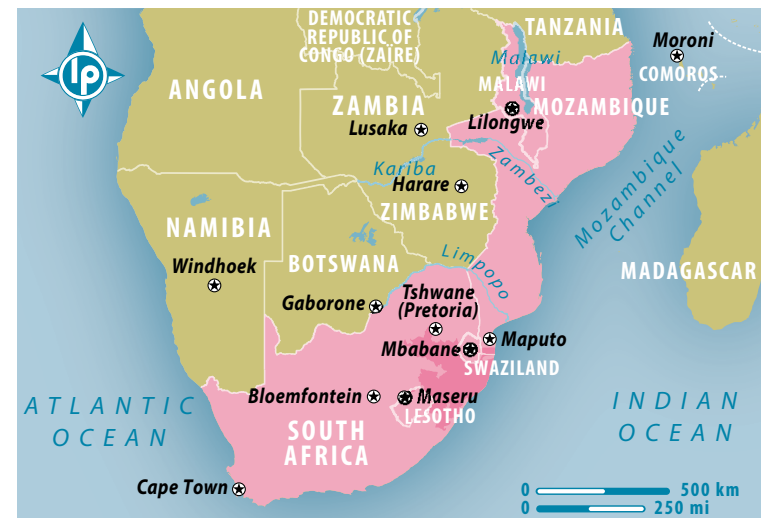 DEMOCRATIC
REPUBLIC OF
CONGO (ZAÏRE)
TANZANIA
Moroni
COMOROS
lp
Malawi
MALAWI
ANGOLA
ZAMBIA
MOZAMBIQUE
Lusaka
Lilongwe
Kariba
Zambezi
Mozambique
Channel
Harare
ZIMBABWE
NAMIBIA
Windhoek
BOTSWANA
Limpopo
MADAGASCAR
Gaborone
Tshwane
(Pretoria)
Mbabane
Maputo
SWAZILAND
Bloemfontein
Maseru
LESOTHO
ATLANTIC
OCEAN
INDIAN
OCEAN
SOUTH
AFRICA
Cape Town
0 500 km
0 250 mi